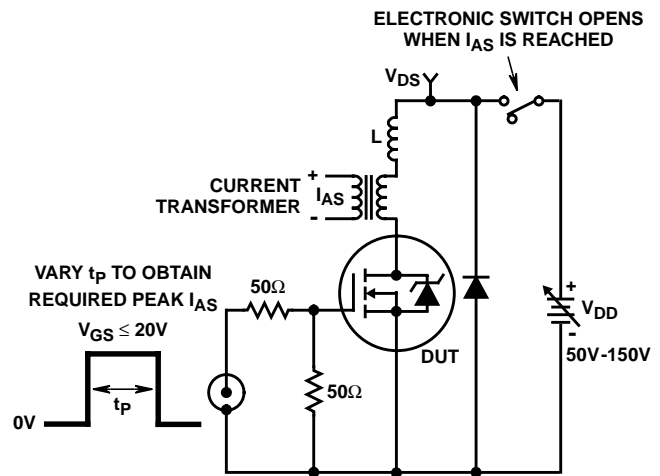 ELECTRONIC SWITCH OPENS
WHEN IAS IS REACHED
VDS
L
+
CURRENT
TRANSFORMER
IAS
-
VARY tP TO OBTAIN
REQUIRED PEAK IAS
50Ω
VGS ≤ 20V
DUT
+
VDD
-
50V-150V
50Ω
tP
0V